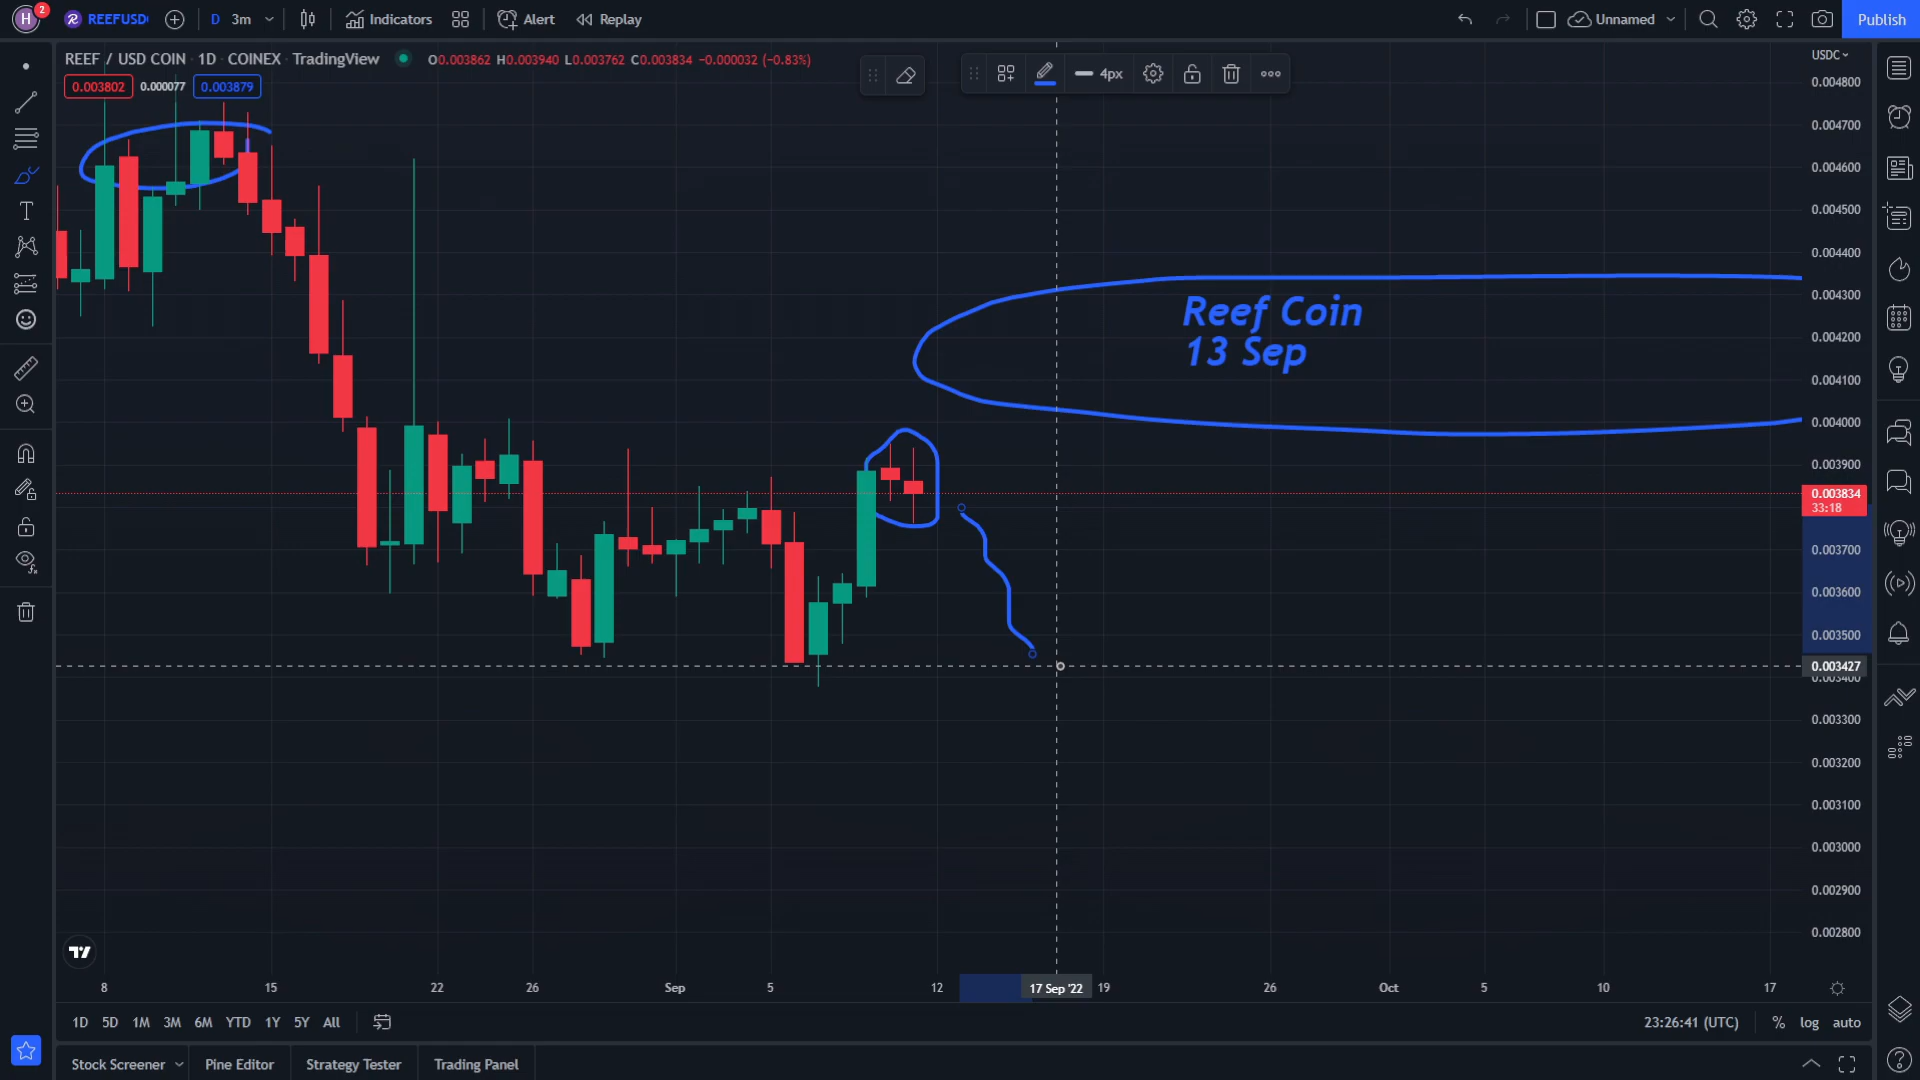 H 2 REEFUSD D 3m Indicators Alert Replay Unnamed Publish
REEF / USD COIN · 1D · COINEX · TradingView O0.003862 H0.003940 L0.003762 C0.003834 −0.000032 (−0.83%)
USDC
0.003802 0.000077 0.003879
4px
0.004800
0.004700
0.004600
0.004500
0.004400
0.004300
Reef Coin
13 Sep
0.004200
0.004100
0.004000
0.003900
0.003834
33:18
0.003700
0.003600
0.003500
0.003427
0.003400
0.003300
0.003200
0.003100
0.003000
0.002900
0.002800
8 15 22 26 Sep 5 12 17 Sep '22 19 26 Oct 5 10 17
1D 5D 1M 3M 6M YTD 1Y 5Y All 23:26:41 (UTC) % log auto
Stock Screener Pine Editor Strategy Tester Trading Panel